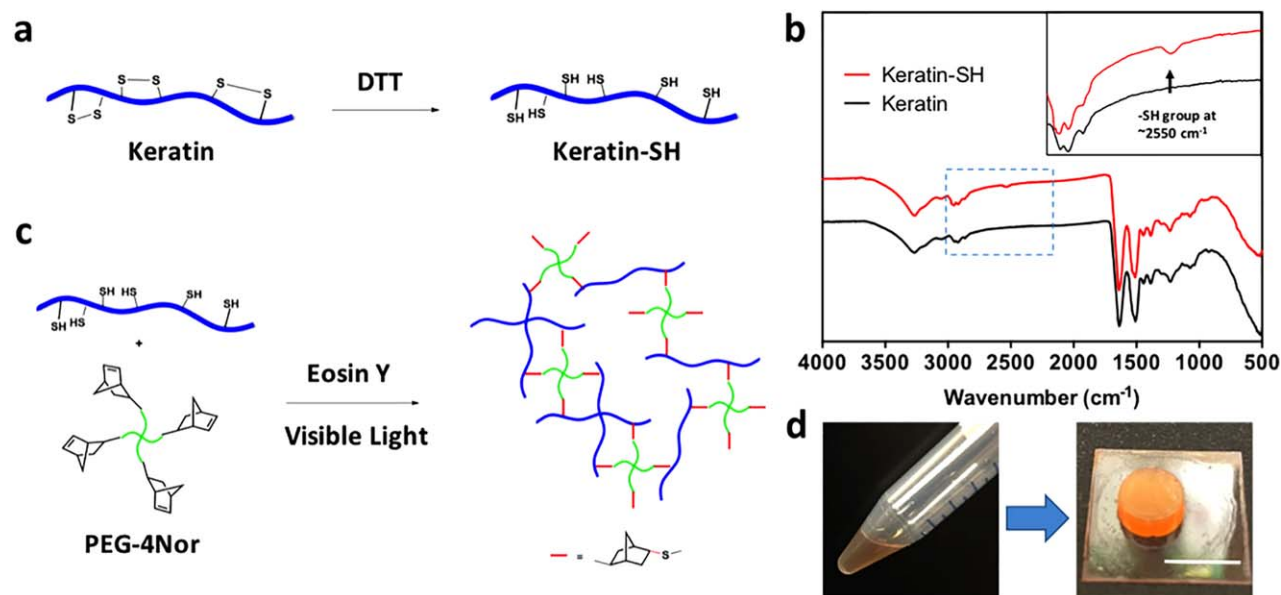 a
S
S
S
S
S
S
Keratin
DTT
SH
HS
SH
SH
SH
HS
Keratin-SH
b
Keratin-SH
Keratin
-SH group at
~2550 cm⁻¹
4000 3500 3000 2500 2000 1500 1000 500
Wavenumber (cm⁻¹)
c
SH
HS
SH
SH
SH
HS
+
PEG-4Nor
Eosin Y
Visible Light
=
S
d